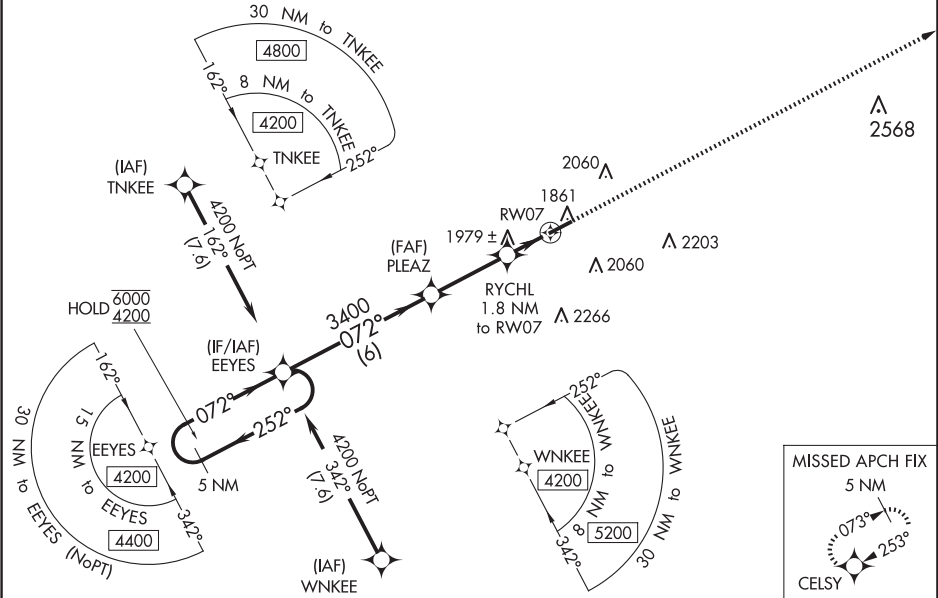 30 NM to TNKEE
4800
162°
8 NM to TNKEE
4200
TNKEE
252°
2568
(IAF)
TNKEE
4200 NoPT
162°
(7.6)
2060
1861
RW07
1979 ±
2203
(FAF)
PLEAZ
2060
RYCHL
1.8 NM
to RW07
2266
HOLD 6000
4200
3400
072°
(6)
(IF/IAF)
EEYES
072°
252°
5 NM
162°
EEYES
4200
15 NM to EEYES
4400
342°
30 NM to EEYES (NoPT)
4200 NoPT
342°
(7.6)
(IAF)
WNKEE
252°
WNKEE
4200
8 NM to WNKEE
5200
342°
30 NM to WNKEE
MISSED APCH FIX
5 NM
073°
253°
CELSY